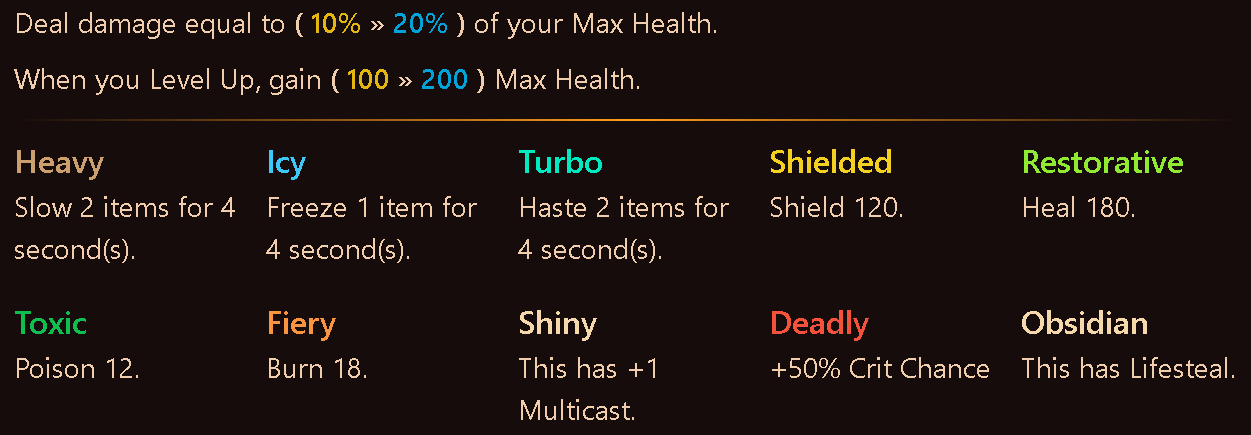 Deal damage equal to ( 10% » 20% ) of your Max Health.
When you Level Up, gain ( 100 » 200 ) Max Health.
Heavy
Slow 2 items for 4
second(s).
Icy
Freeze 1 item for
4 second(s).
Turbo
Haste 2 items for
4 second(s).
Shielded
Shield 120.
Restorative
Heal 180.
Toxic
Poison 12.
Fiery
Burn 18.
Shiny
This has +1
Multicast.
Deadly
+50% Crit Chance
Obsidian
This has Lifesteal.